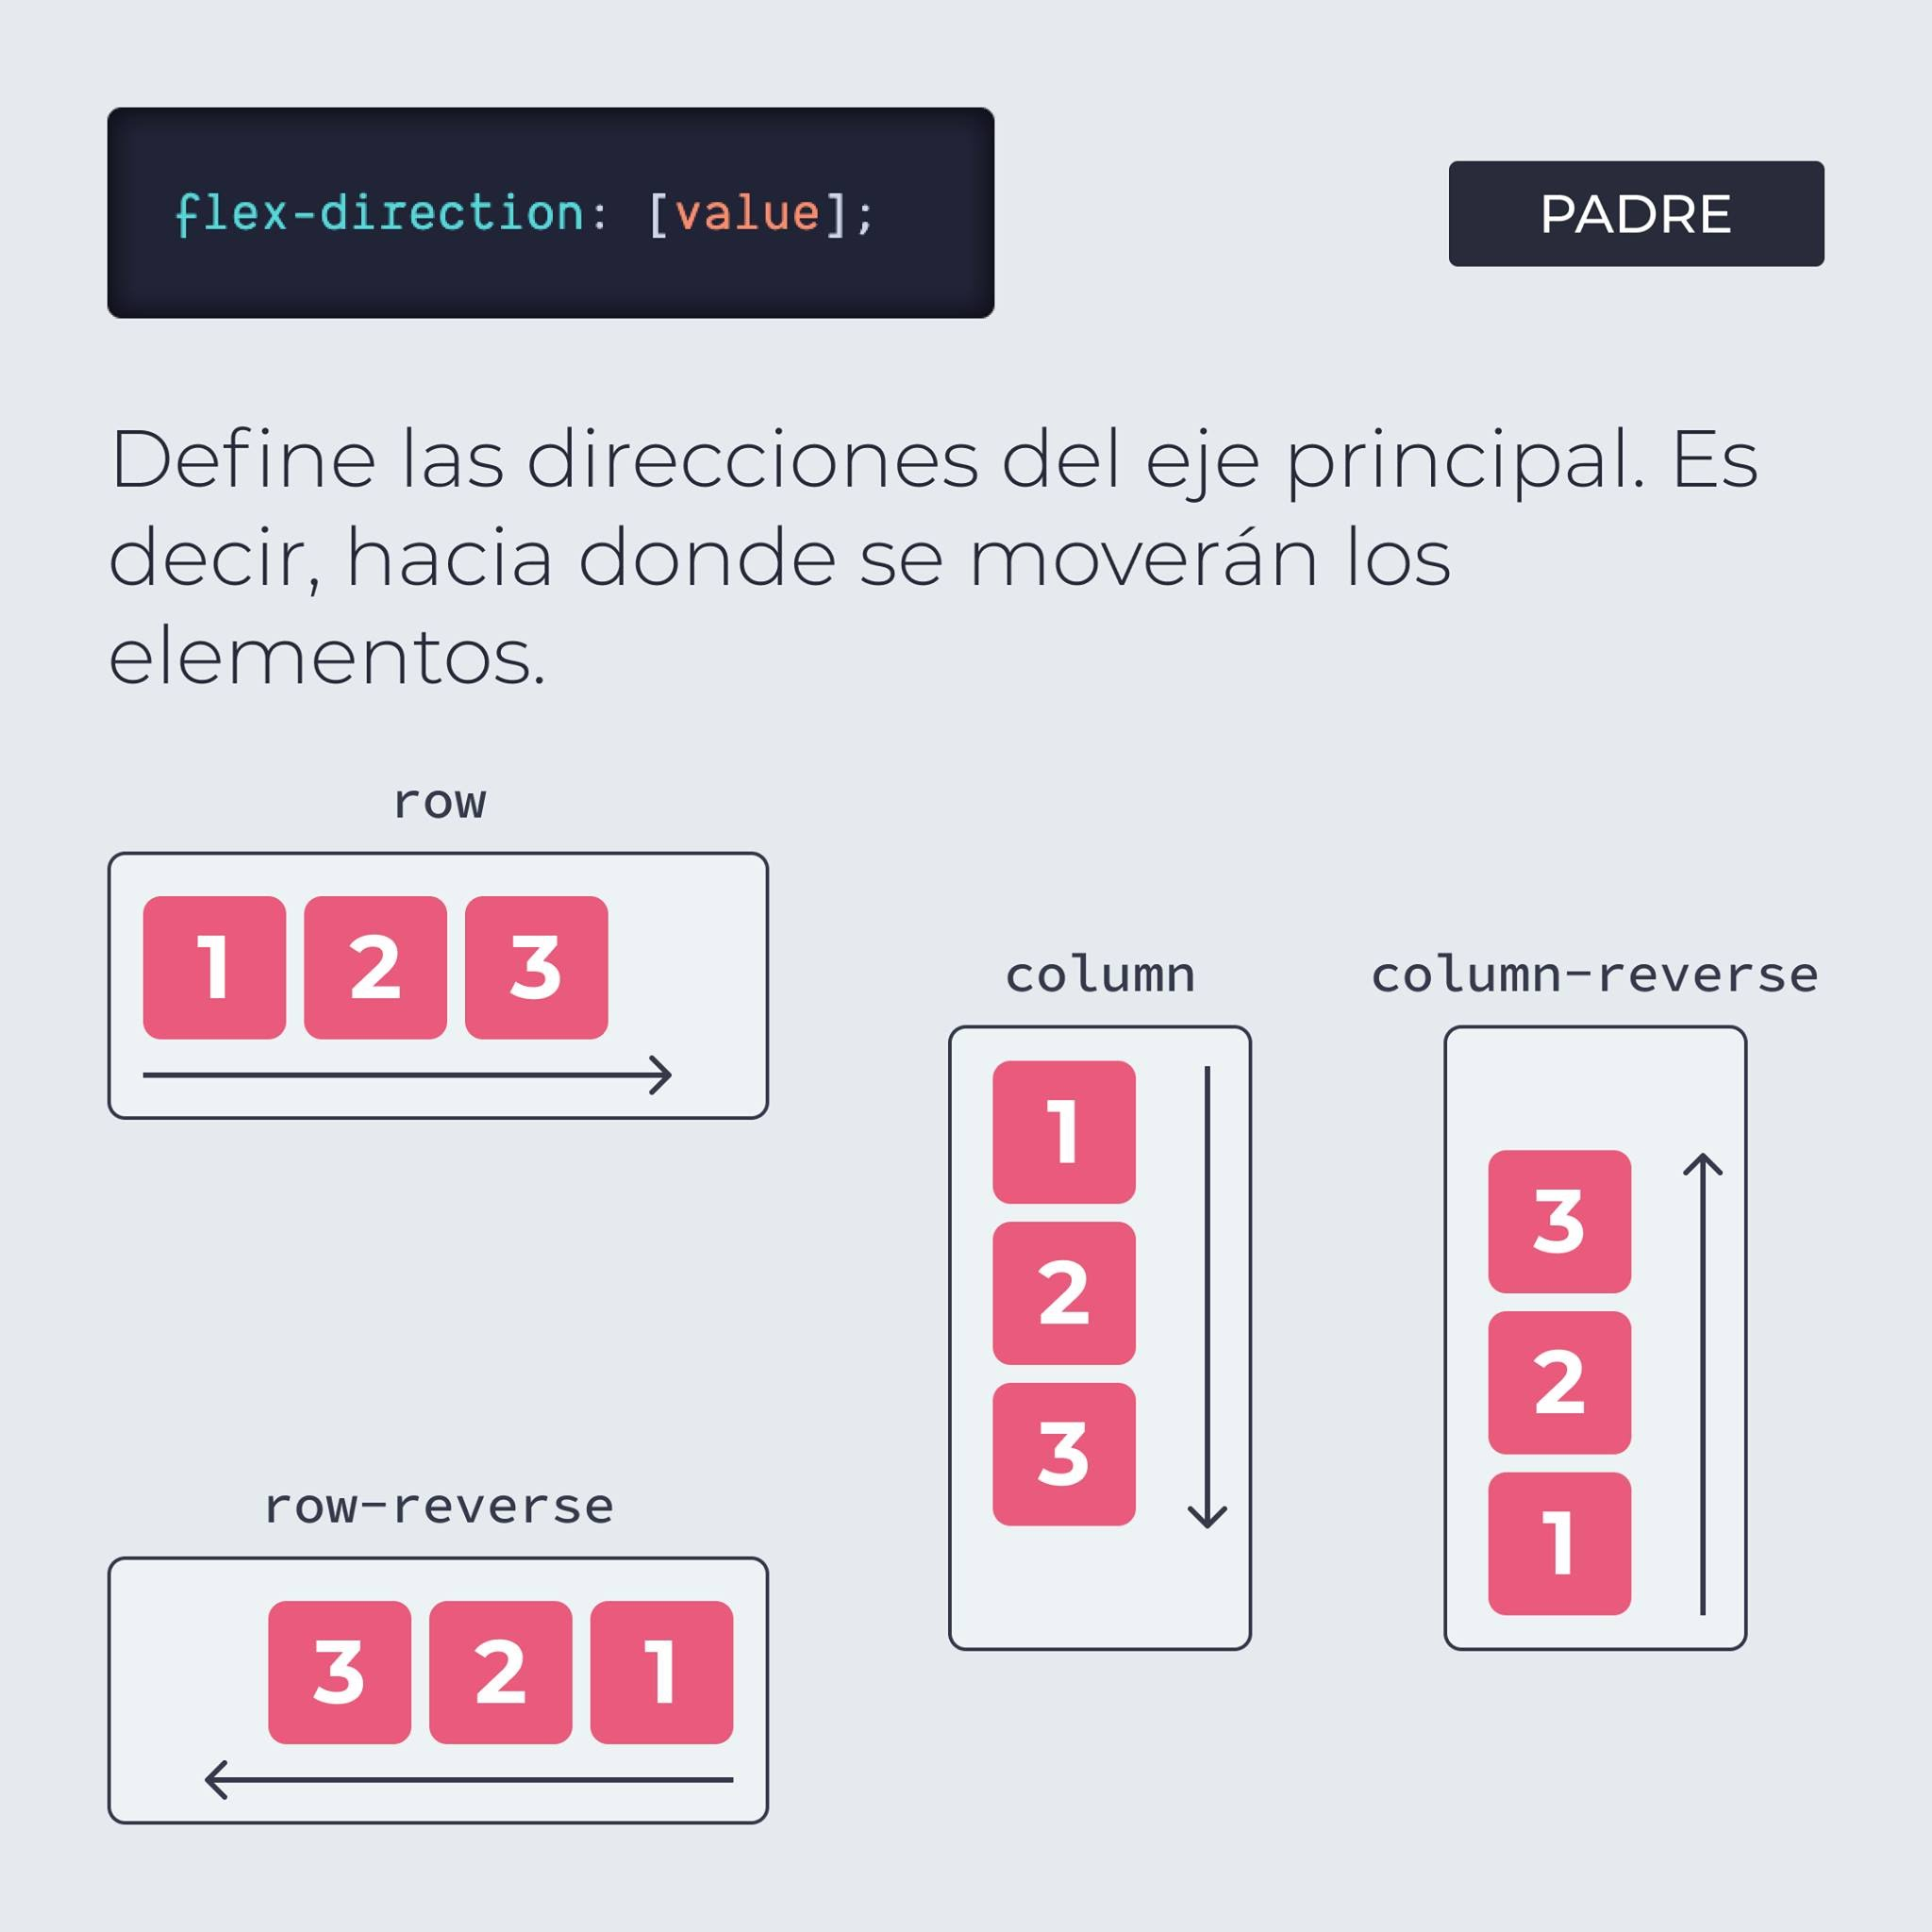 flex-direction: [value];
PADRE
Define las direcciones del eje principal. Es
decir, hacia donde se moverán los
elementos.
row
1 2 3
row-reverse
3 2 1
column
1
2
3
column-reverse
3
2
1